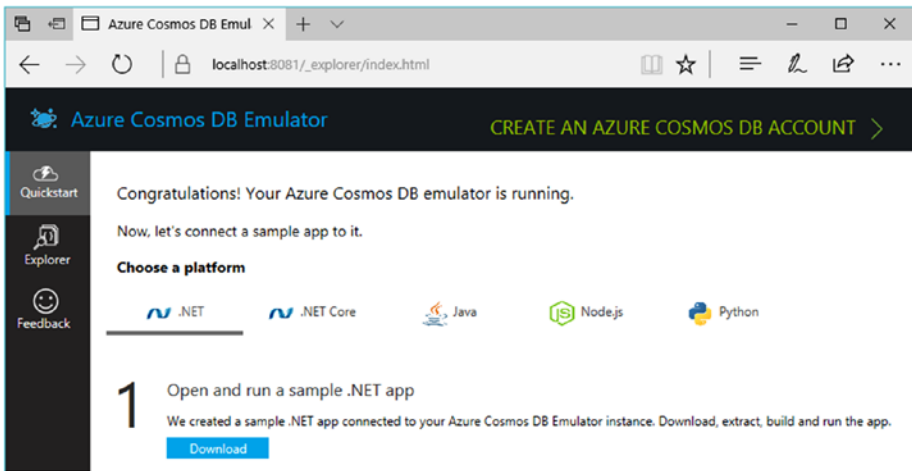 Azure Cosmos DB Emul
localhost:8081/_explorer/index.html
Azure Cosmos DB Emulator
CREATE AN AZURE COSMOS DB ACCOUNT
Quickstart
Explorer
Feedback
Congratulations! Your Azure Cosmos DB emulator is running.
Now, let's connect a sample app to it.
Choose a platform
.NET
.NET Core
Java
JS
Node.js
Python
1
Open and run a sample .NET app
We created a sample .NET app connected to your Azure Cosmos DB Emulator instance. Download, extract, build and run the app.
Download